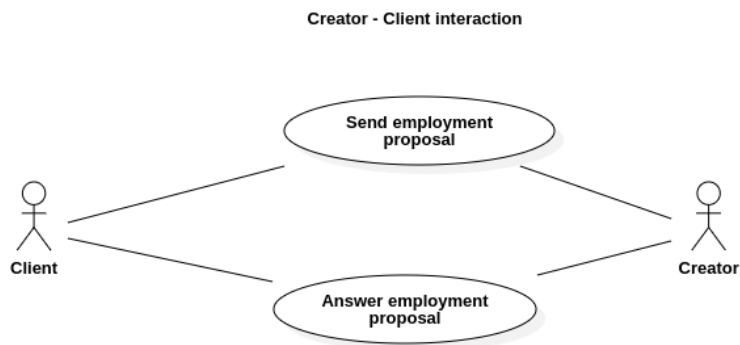 Creator - Client interaction
Send employment
proposal
Client
Creator
Answer employment
proposal